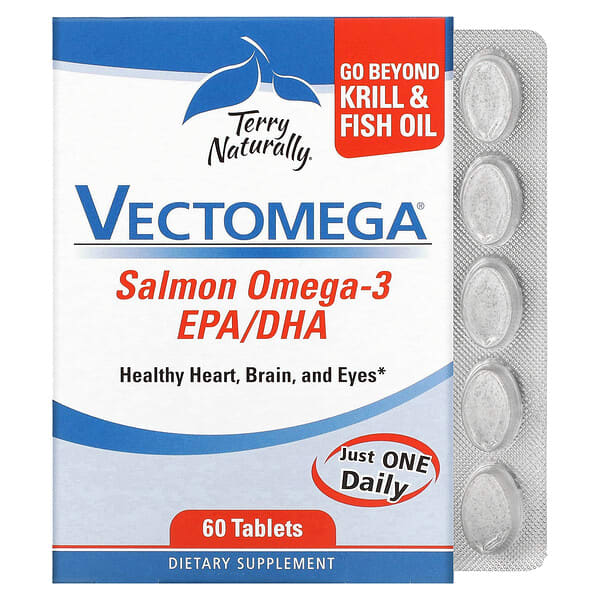 GO BEYOND
KRILL &
FISH OIL
Terry
Naturally®
VECTOMEGA®
Salmon Omega-3
EPA/DHA
Healthy Heart, Brain, and Eyes*
Just ONE
Daily
60 Tablets
DIETARY SUPPLEMENT